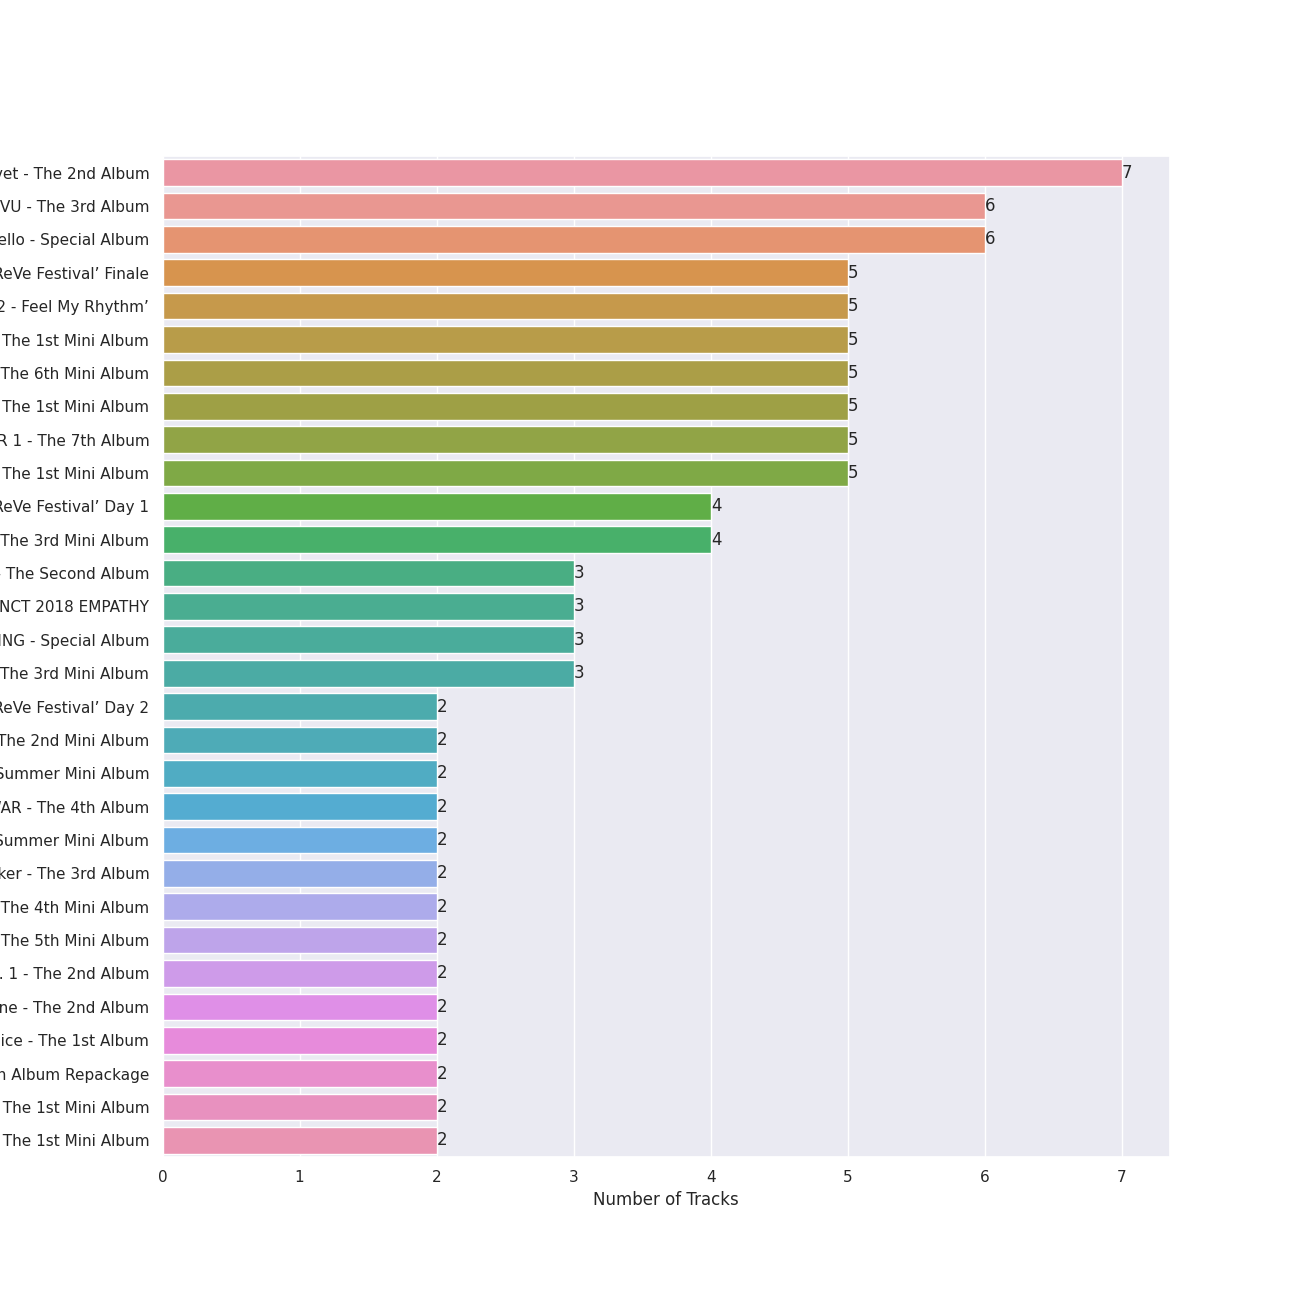 vet - The 2nd Album 7
VU - The 3rd Album 6
ello - Special Album 6
ReVe Festival’ Finale 5
2 - Feel My Rhythm’ 5
The 1st Mini Album 5
The 6th Mini Album 5
The 1st Mini Album 5
R 1 - The 7th Album 5
The 1st Mini Album 5
ReVe Festival’ Day 1 4
The 3rd Mini Album 4
The Second Album 3
NCT 2018 EMPATHY 3
ING - Special Album 3
The 3rd Mini Album 3
ReVe Festival’ Day 2 2
The 2nd Mini Album 2
Summer Mini Album 2
AR - The 4th Album 2
Summer Mini Album 2
ker - The 3rd Album 2
The 4th Mini Album 2
The 5th Mini Album 2
. 1 - The 2nd Album 2
ne - The 2nd Album 2
ice - The 1st Album 2
n Album Repackage 2
The 1st Mini Album 2
The 1st Mini Album 2
0 1 2 3 4 5 6 7
Number of Tracks